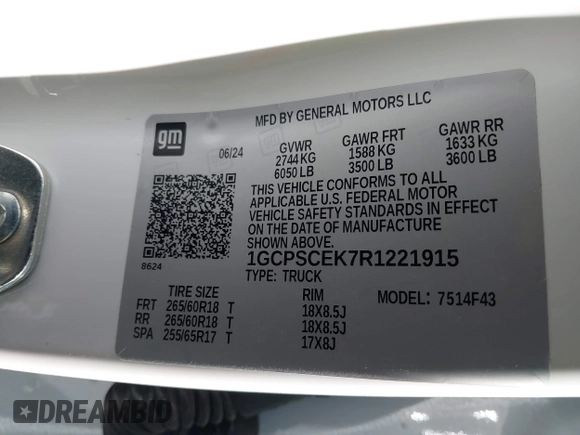 MFD BY GENERAL MOTORS LLC
gm
06/24
GVWR
2744 KG
6050 LB
GAWR FRT
1588 KG
3500 LB
GAWR RR
1633 KG
3600 LB
THIS VEHICLE CONFORMS TO ALL
APPLICABLE U.S. FEDERAL MOTOR
VEHICLE SAFETY STANDARDS IN EFFECT
ON THE DATE OF MANUFACTURE
SHOWN ABOVE.
8624
1GCPSCEK7R1221915
TYPE: TRUCK
TIRE SIZE RIM MODEL: 7514F43
FRT 265/60R18 T 18X8.5J
RR 265/60R18 T 18X8.5J
SPA 255/65R17 T 17X8J
DREAMBID